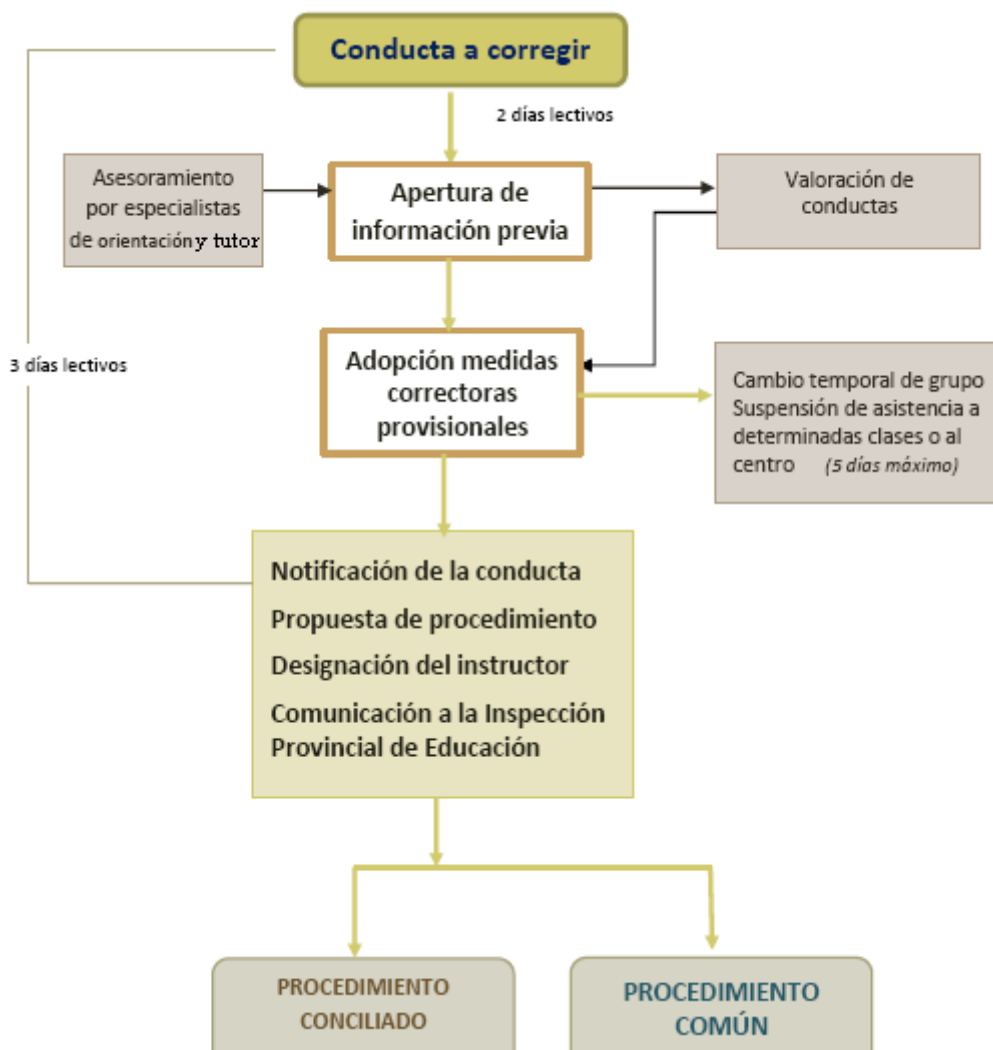 Conducta a corregir
2 días lectivos
Asesoramiento
por especialistas
de orientación y tutor
Apertura de
información previa
Valoración de
conductas
3 días lectivos
Adopción medidas
correctoras
provisionales
Cambio temporal de grupo
Suspensión de asistencia a
determinadas clases o al
centro (5 días máximo)
Notificación de la conducta
Propuesta de procedimiento
Designación del instructor
Comunicación a la Inspección
Provincial de Educación
PROCEDIMIENTO
CONCILIADO
PROCEDIMIENTO
COMÚN